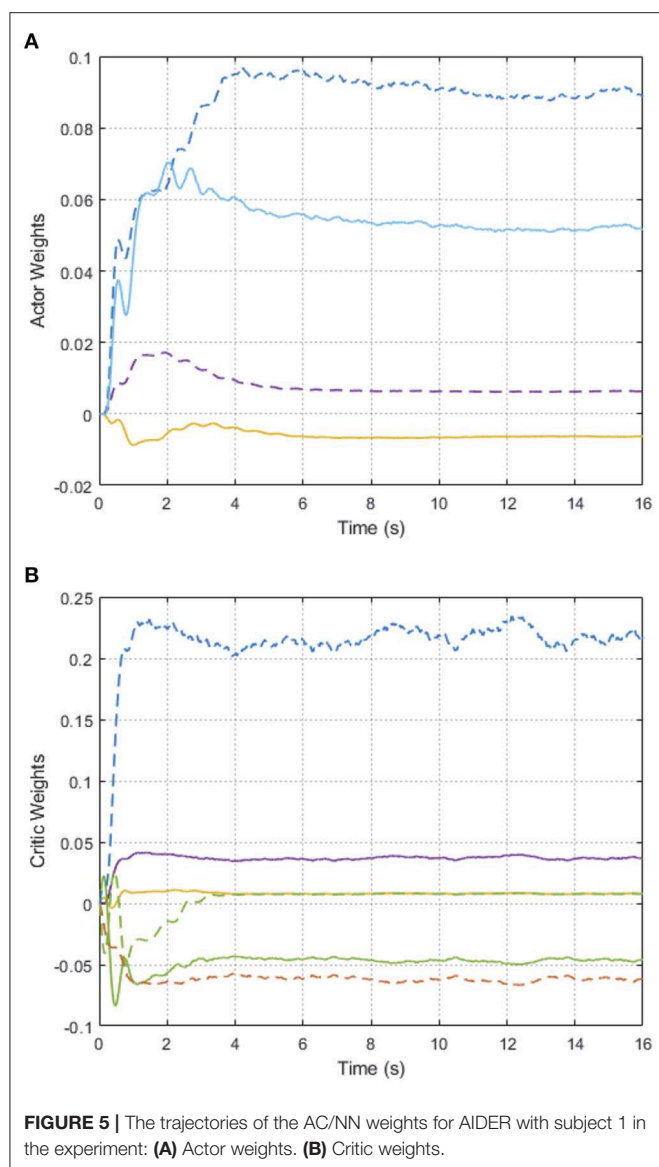 A
0.1
0.08
0.06
0.04
0.02
0
-0.02
Actor Weights
0 2 4 6 8 10 12 14 16
Time (s)
B
0.25
0.2
0.15
0.1
0.05
0
-0.05
-0.1
Critic Weights
0 2 4 6 8 10 12 14 16
Time (s)
FIGURE 5 | The trajectories of the AC/NN weights for AIDER with subject 1 in
the experiment: (A) Actor weights. (B) Critic weights.